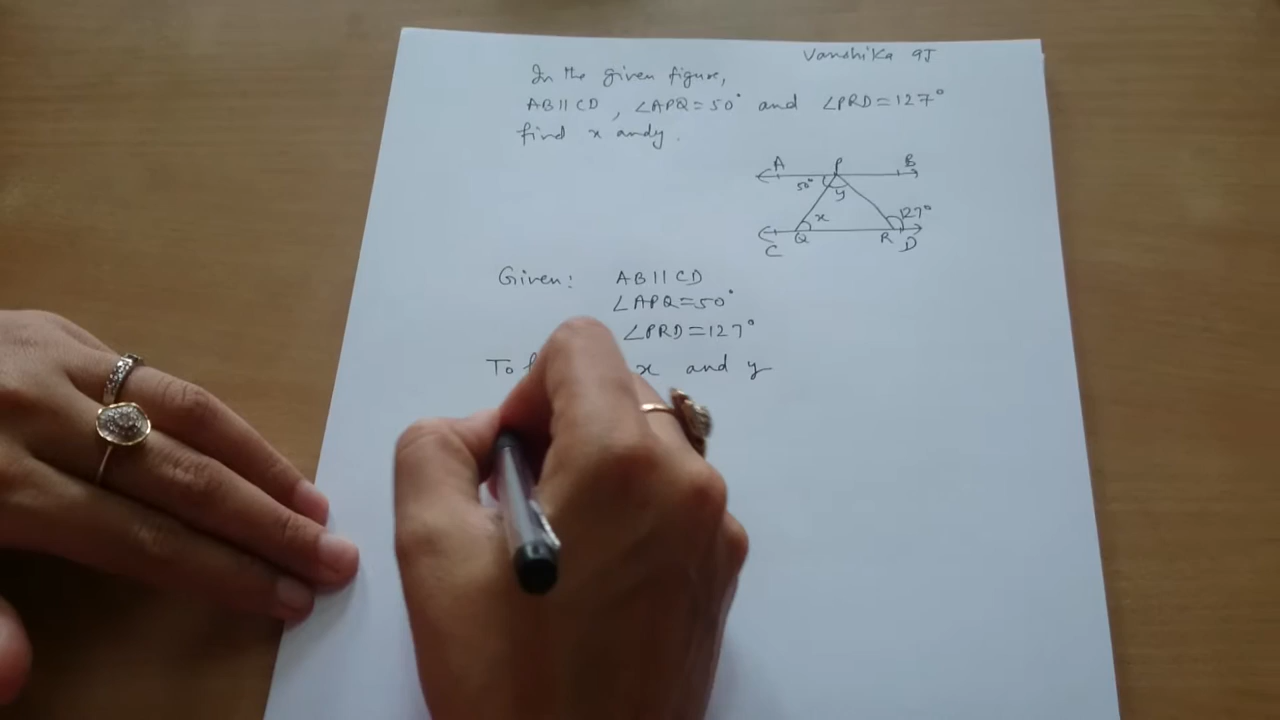 Vanshika 9J
In the given figure,
AB||CD, ∠APQ=50° and ∠PRD=127°
find x and y.
A P B
50° y
x 127°
Q R
C D
Given: AB||CD
∠APQ=50°
∠PRD=127°
To x and y